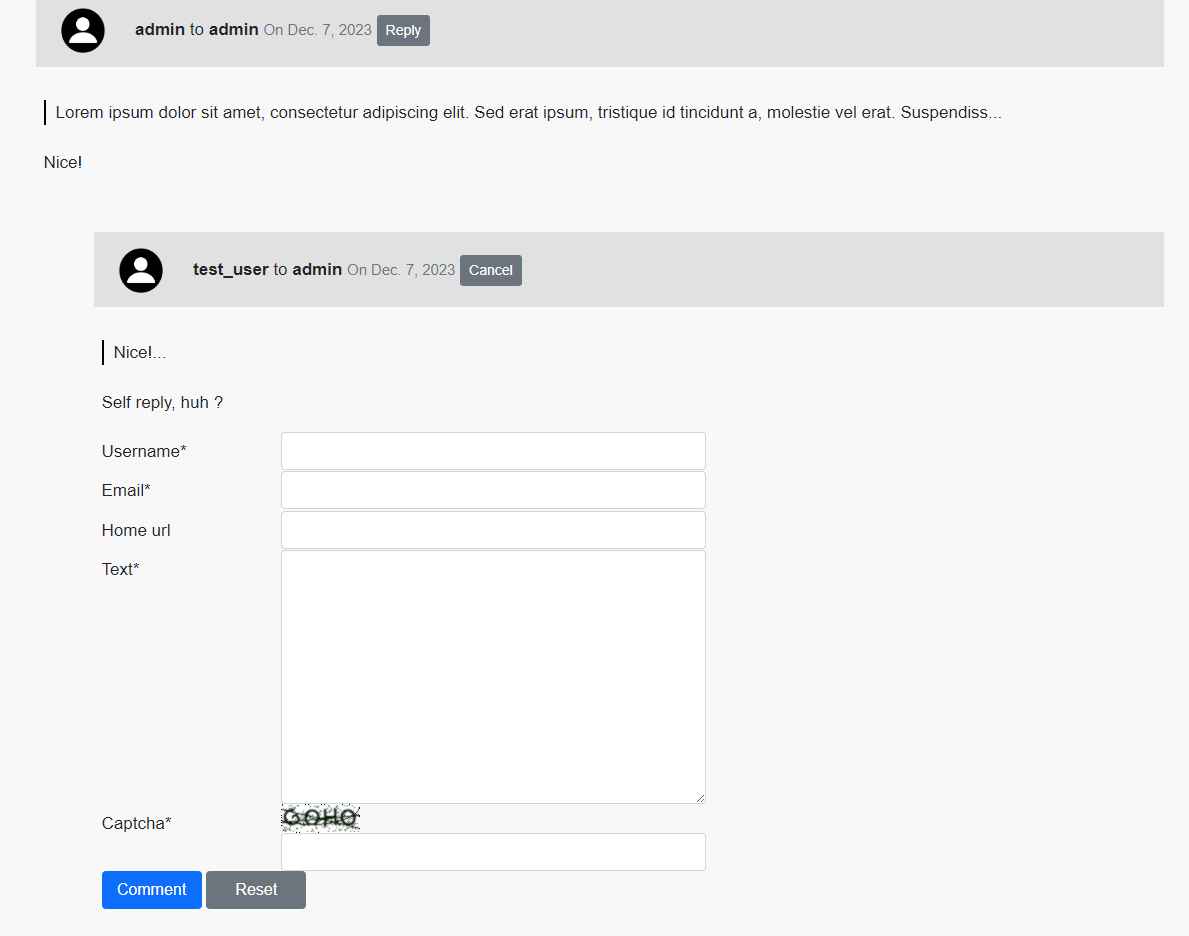 admin to admin On Dec. 7, 2023 Reply
Lorem ipsum dolor sit amet, consectetur adipiscing elit. Sed erat ipsum, tristique id tincidunt a, molestie vel erat. Suspendiss...
Nice!
test_user to admin On Dec. 7, 2023 Cancel
Nice!...
Self reply, huh ?
Username*
Email*
Home url
Text*
Captcha* GOHO
Comment Reset